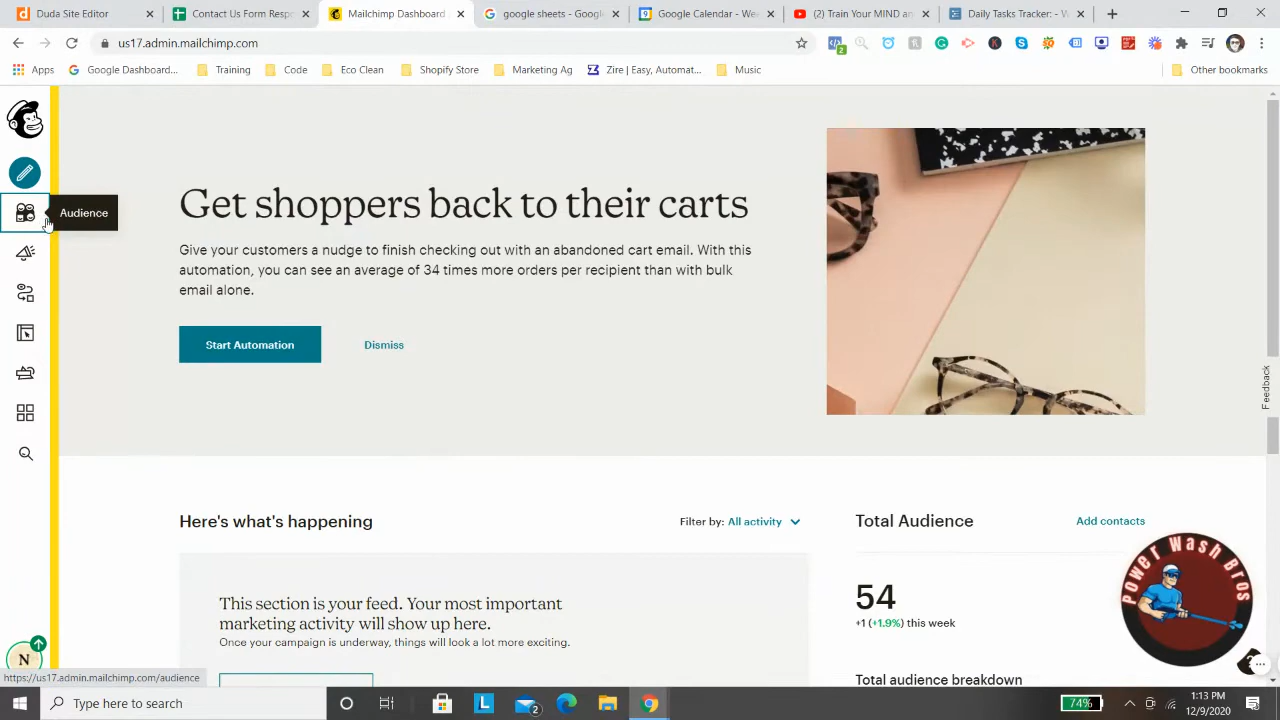 Duda Site Editor
Contact Us Form Respo
Mailchimp Dashboard
google sheets - Googl
Google Calendar - We
(2) Train Your MIND an
Daily Tasks Tracker: - W
us17.admin.mailchimp.com
2
Apps
Google Dashboard...
Training
Code
Eco Clean
Shopify Store
Marketing Ag
Zire | Easy, Automat...
Music
Other bookmarks
Audience
Get shoppers back to their carts
Give your customers a nudge to finish checking out with an abandoned cart email. With this
automation, you can see an average of 34 times more orders per recipient than with bulk
email alone.
Start Automation
Dismiss
Feedback
Here's what's happening
Filter by: All activity
Total Audience
Add contacts
This section is your feed. Your most important
marketing activity will show up here.
Once your campaign is underway, things will look a lot more exciting.
54
+1 (+1.9%) this week
Total audience breakdown
Power Wash Bros
N
https://us17.admin.mailchimp.com/audience
Type here to search
L
2
74%
1:13 PM
12/9/2020